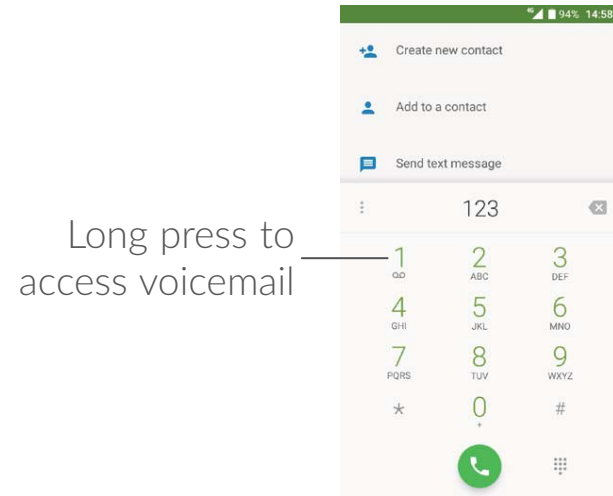 4G 94% 14:58
Create new contact
Add to a contact
Send text message
123
Long press to
access voicemail
1 2 3
ABC DEF
4 5 6
GHI JKL MNO
7 8 9
PQRS TUV WXYZ
* 0 #
+